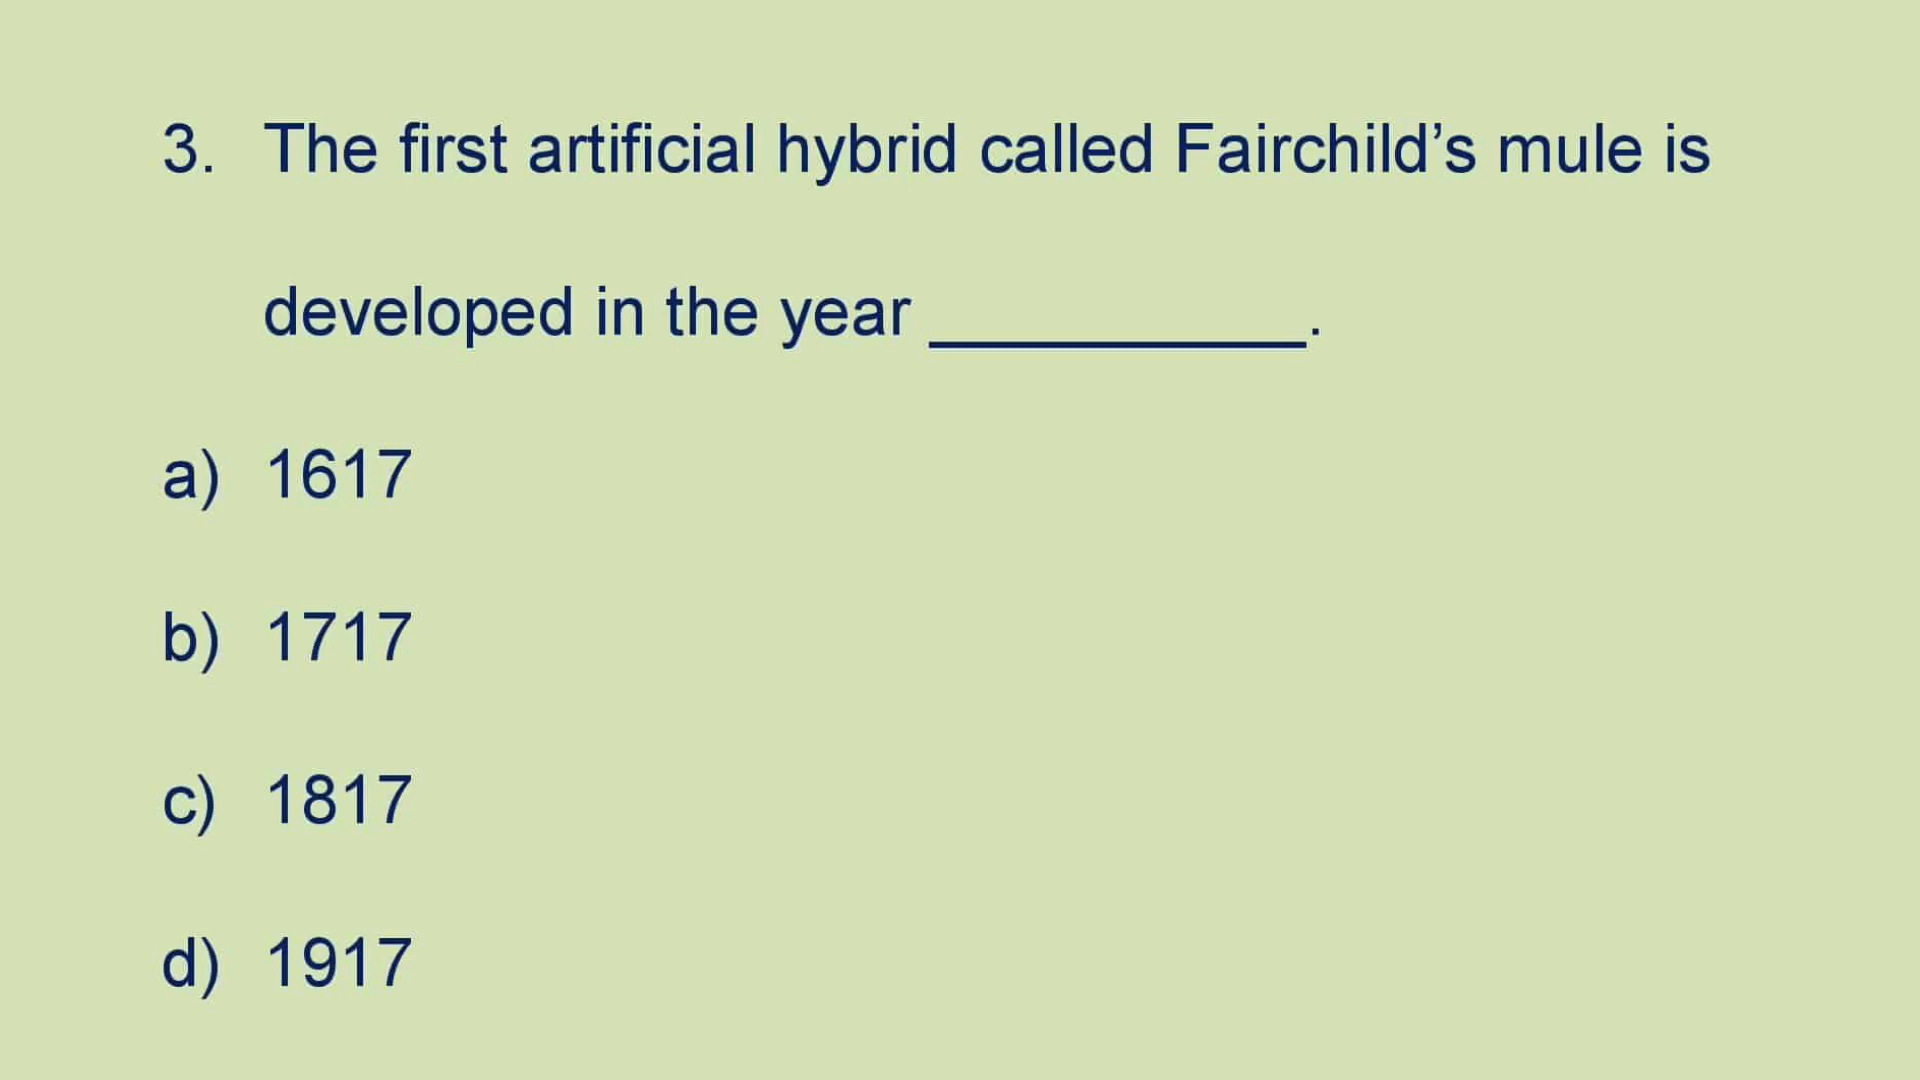 3. The first artificial hybrid called Fairchild’s mule is
developed in the year ___________.
a) 1617
b) 1717
c) 1817
d) 1917